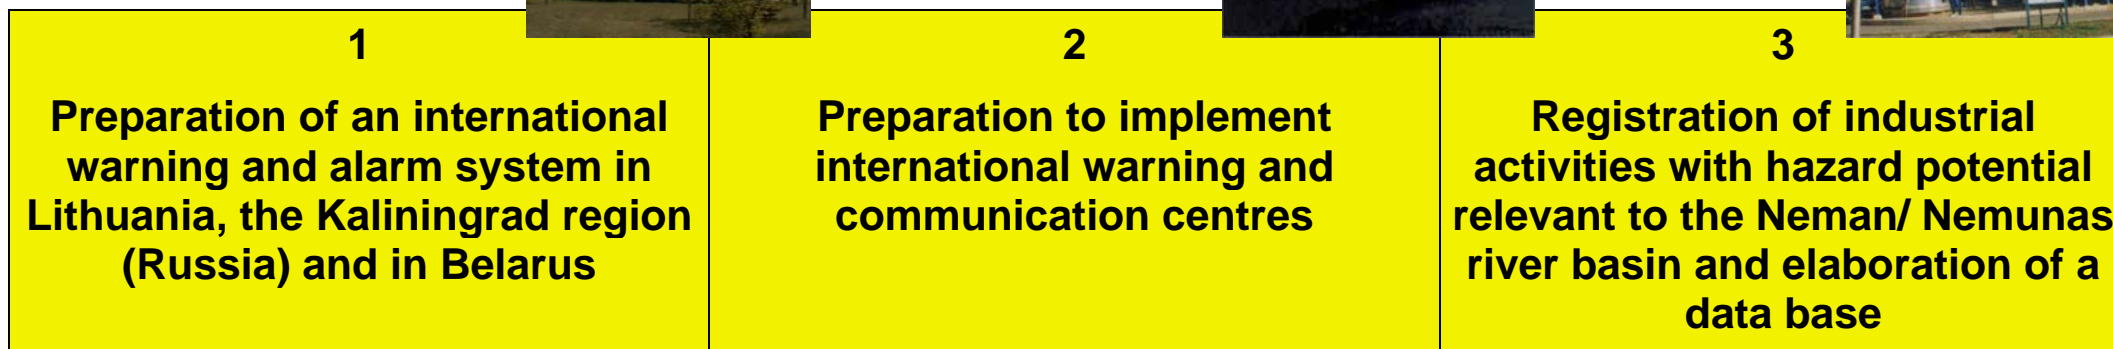 1
Preparation of an international
warning and alarm system in
Lithuania, the Kaliningrad region
(Russia) and in Belarus
2
Preparation to implement
international warning and
communication centres
3
Registration of industrial
activities with hazard potential
relevant to the Neman/ Nemunas
river basin and elaboration of a
data base